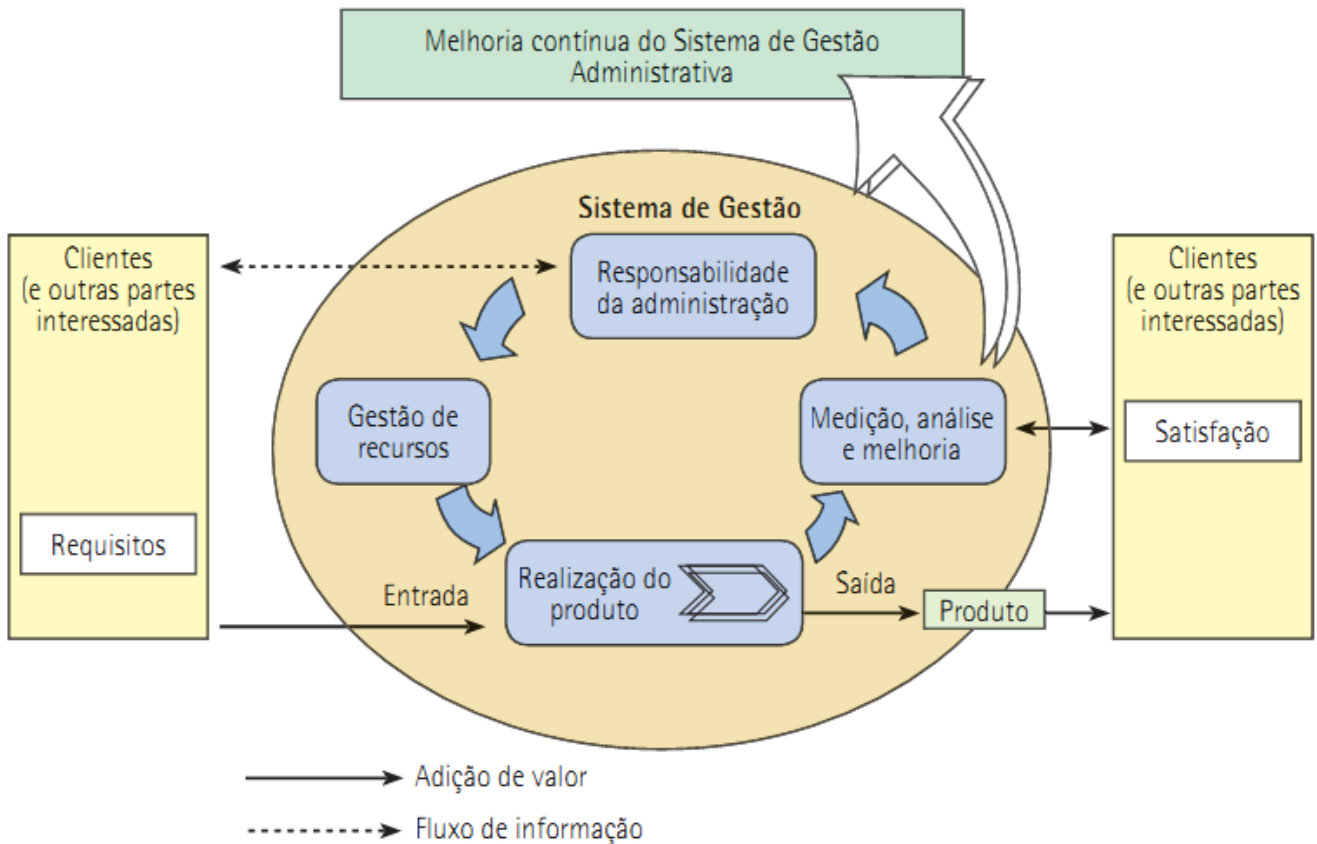 Melhoria contínua do Sistema de Gestão
Administrativa
Sistema de Gestão
Clientes
(e outras partes
interessadas)
Responsabilidade
da administração
Clientes
(e outras partes
interessadas)
Gestão de
recursos
Medição, análise
e melhoria
Satisfação
Requisitos
Entrada
Realização do
produto
Saída
Produto
Adição de valor
Fluxo de informação